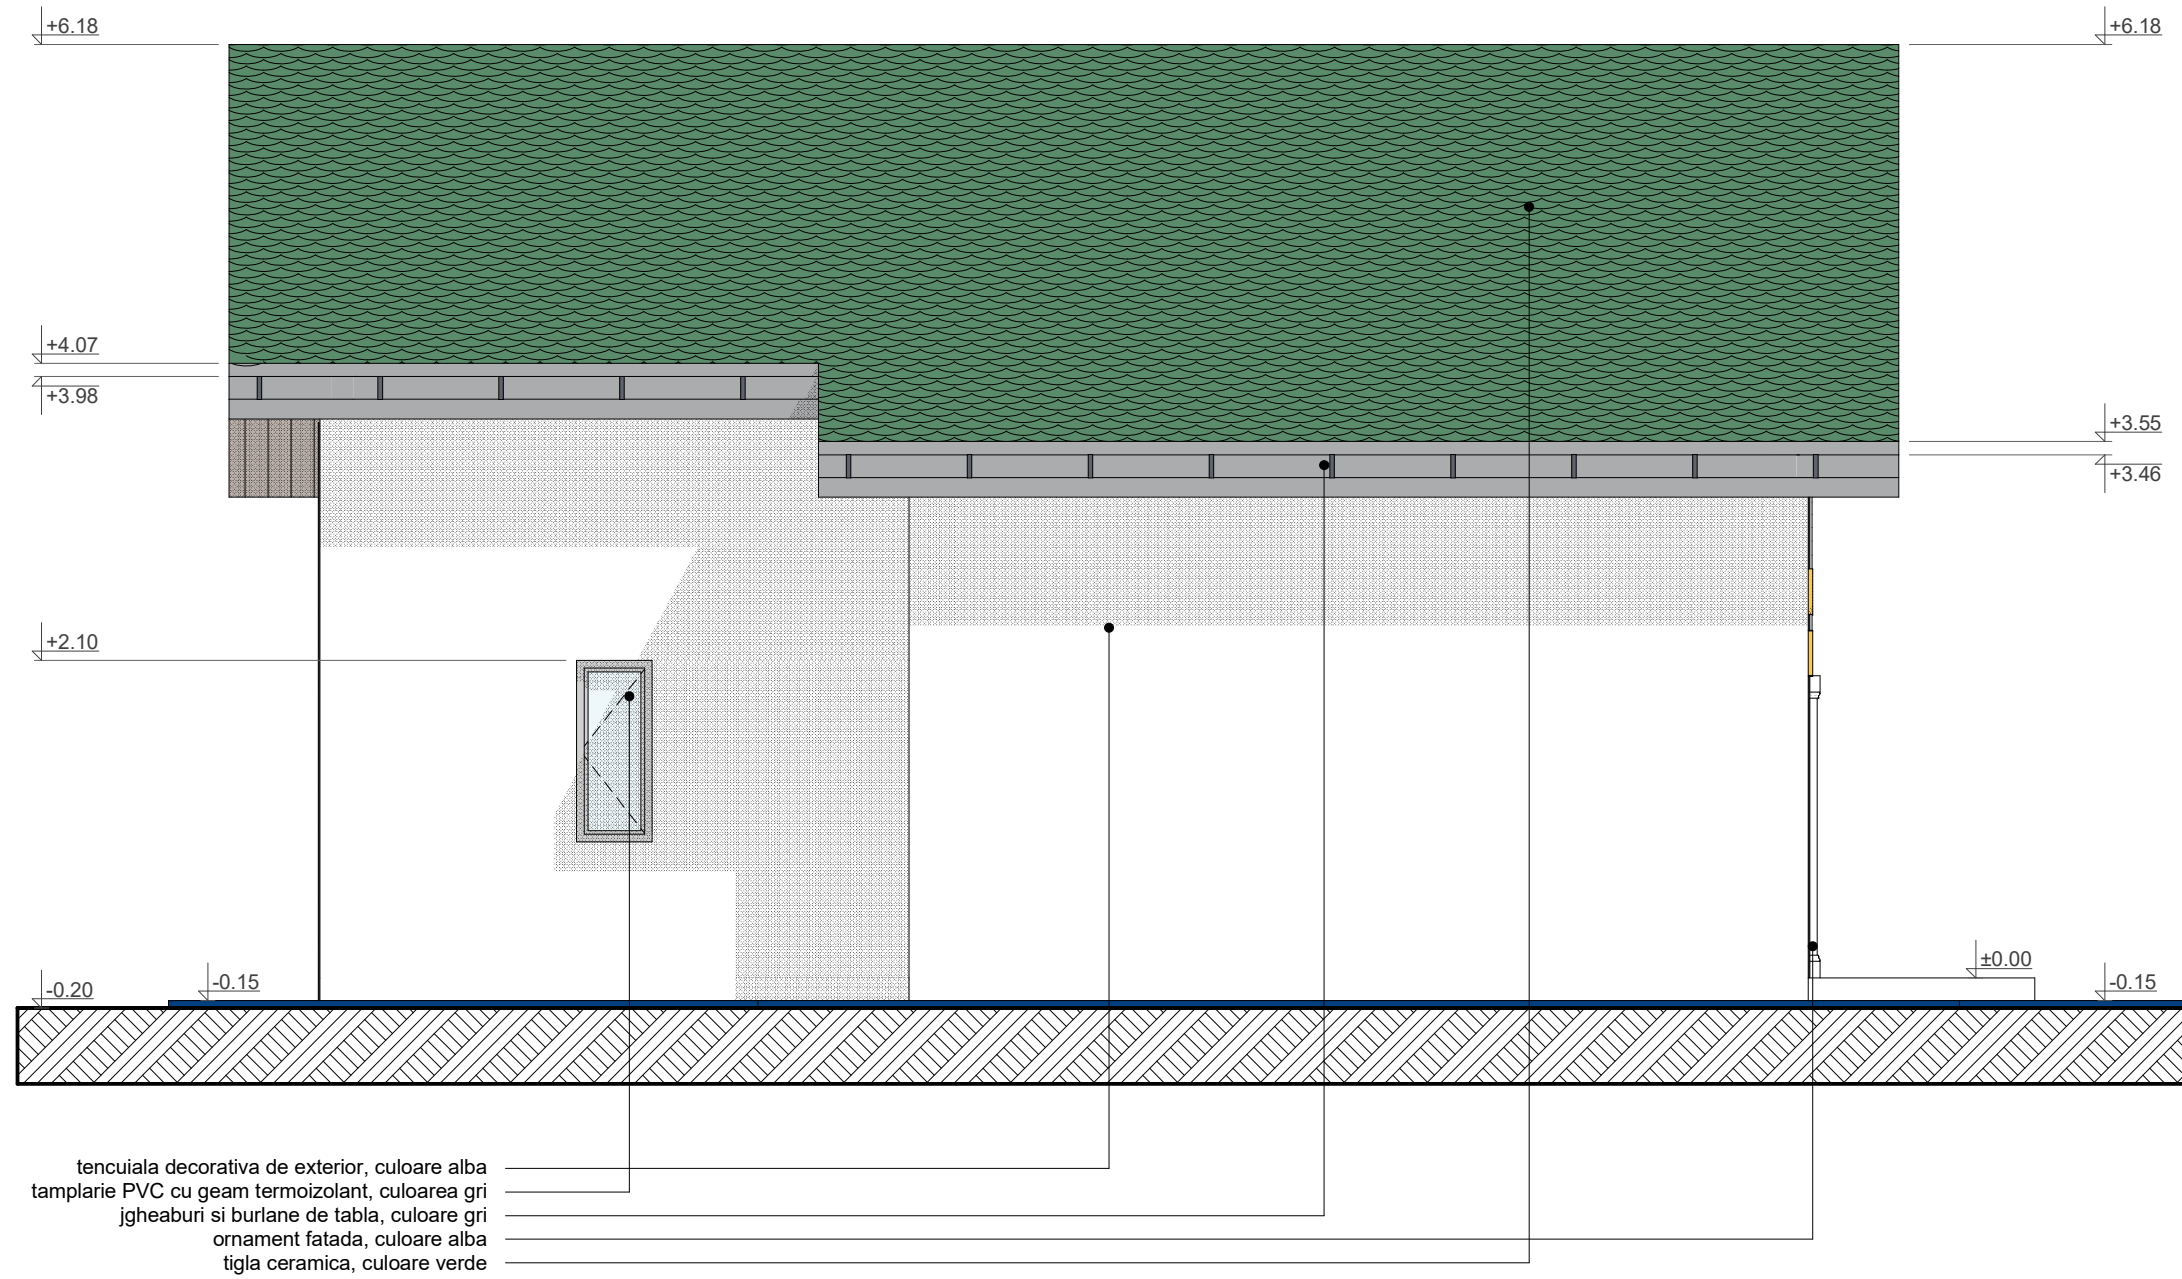 +6.18
+6.18
+4.07
+3.98
+3.55
+3.46
+2.10
±0.00
-0.20
-0.15
-0.15
tencuiala decorativa de exterior, culoare alba
tamplarie PVC cu geam termoizolant, culoarea gri
jgheaburi si burlane de tabla, culoare gri
ornament fatada, culoare alba
tigla ceramica, culoare verde